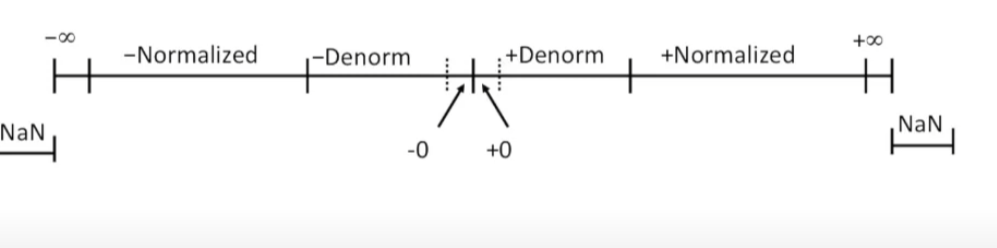 −∞
−Normalized
−Denorm
+Denorm
+Normalized
+∞
NaN
NaN
-0
+0